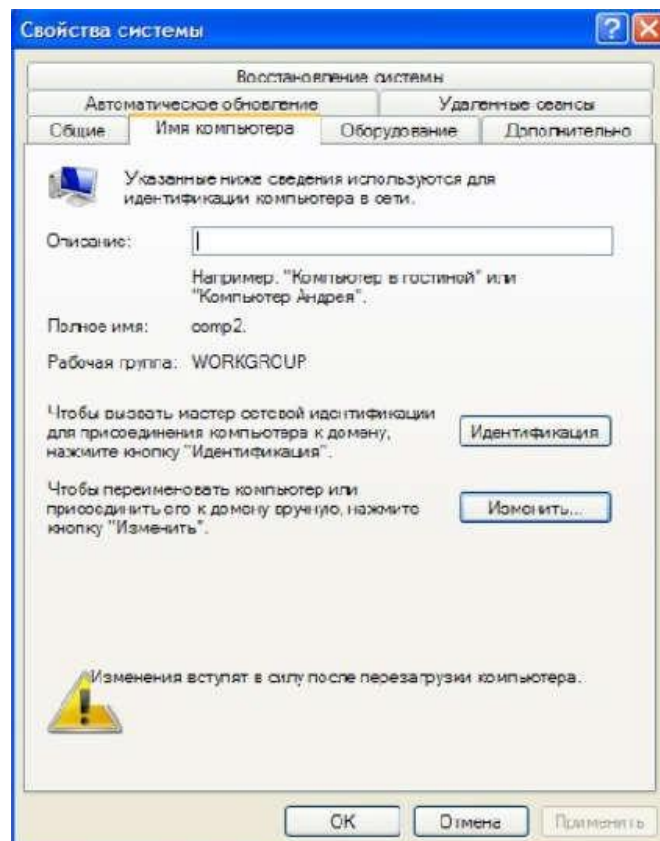 Свойства системы
Восстановление системы
Автоматическое обновление
Удаленные сеансы
Общие
Имя компьютера
Оборудование
Дополнительно
Указанные ниже сведения используются для
идентификации компьютера в сети.
Описание:
Например: "Компьютер в гостиной" или
"Компьютер Андрея".
Полное имя:
comp2.
Рабочая группа:
WORKGROUP
Чтобы вызвать мастер сетевой идентификации
для присоединения компьютера к домену,
нажмите кнопку "Идентификация".
Идентификация
Чтобы переименовать компьютер или
присоединить его к домену вручную, нажмите
кнопку "Изменить".
Изменить...
Изменения вступят в силу после перезагрузки компьютера.
OK
Отмена
Применить